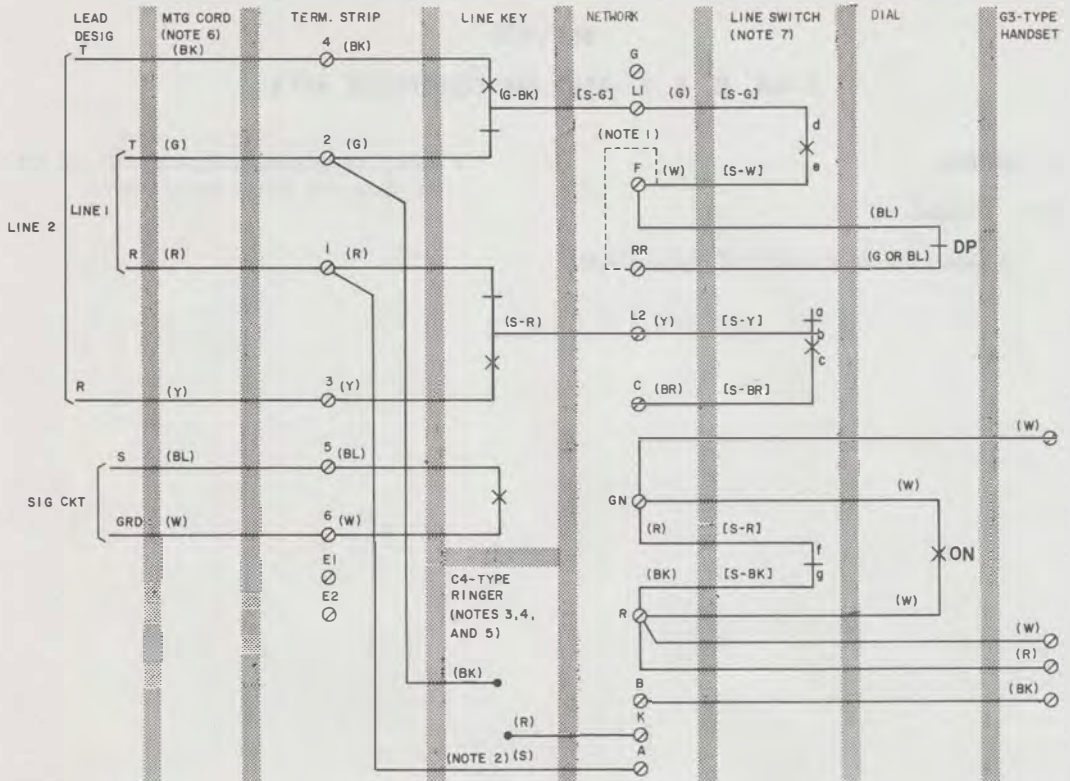 LEAD DESIG
MTG CORD (NOTE 6)
TERM. STRIP
LINE KEY
NETWORK
LINE SWITCH (NOTE 7)
DIAL
G3-TYPE HANDSET
T (BK) 4 (BK)
G
(G-BK) [S-G] L1 (G) [S-G]
d
(NOTE 1)
T (G) 2 (G)
e
F (W) [S-W]
LINE 1
LINE 2
(BL)
DP
R (R) 1 (R)
RR (G OR BL)
a
(S-R) L2 (Y) [S-Y] b
c
R (Y) 3 (Y)
C (BR) [S-BR]
(W)
S (BL) 5 (BL)
SIG CKT
GN (W)
GRD (W) 6 (W)
(R) [S-R]
f
ON
E1
C4-TYPE
RINGER
(NOTES 3,4,
AND 5)
(BK) [S-BK] g
E2
R (W)
(W)
(R)
(BK)
B (BK)
(R) K
(NOTE 2) (S) A